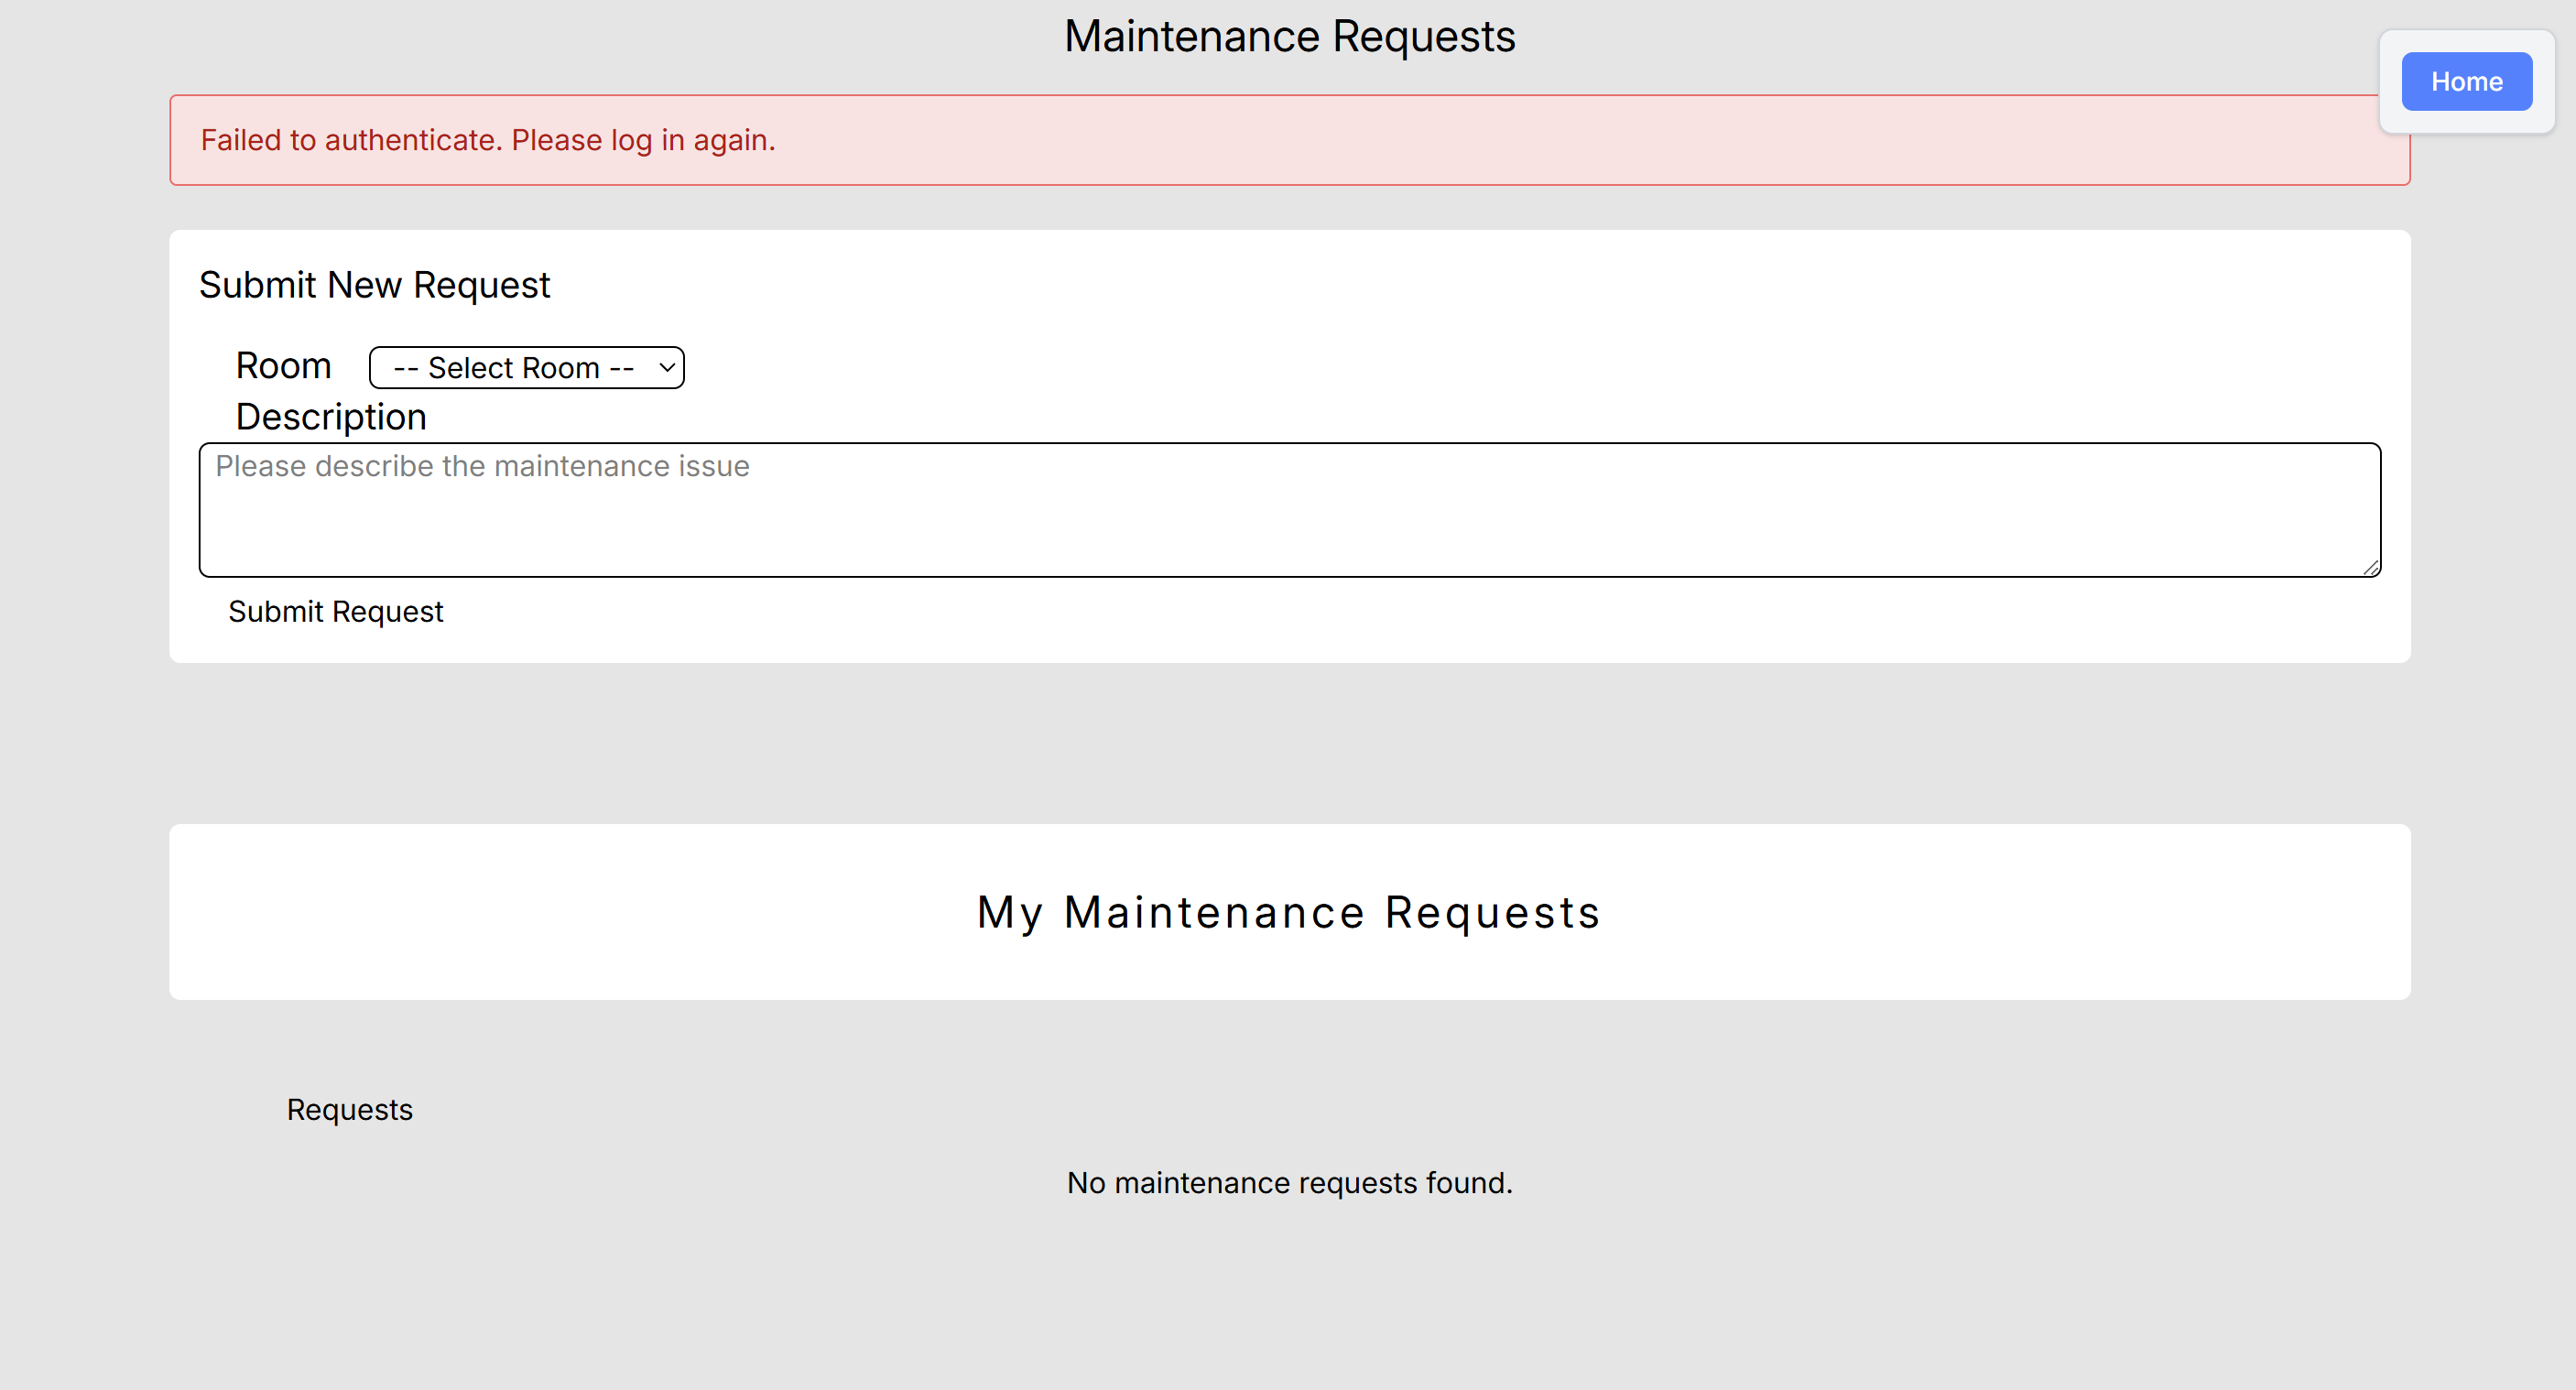 Maintenance Requests
Home
Failed to authenticate. Please log in again.
Submit New Request
Room
-- Select Room --
Description
Please describe the maintenance issue
Submit Request
My Maintenance Requests
Requests
No maintenance requests found.